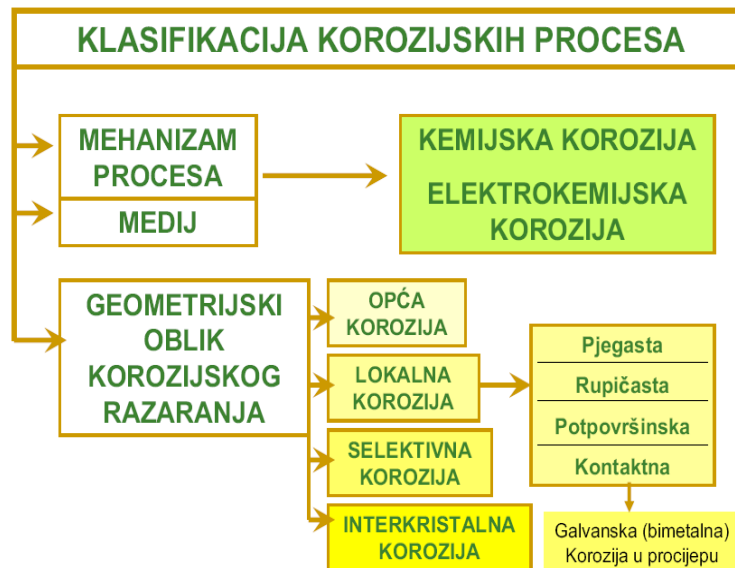 KLASIFIKACIJA KOROZIJSKIH PROCESA
MEHANIZAM
PROCESA
MEDIJ
KEMIJSKA KOROZIJA
ELEKTROKEMIJSKA
KOROZIJA
GEOMETRIJSKI
OBLIK
KOROZIJSKOG
RAZARANJA
OPĆA
KOROZIJA
LOKALNA
KOROZIJA
SELEKTIVNA
KOROZIJA
INTERKRISTALNA
KOROZIJA
Pjegasta
Rupičasta
Potpovršinska
Kontaktna
Galvanska (bimetalna)
Korozija u procijepu